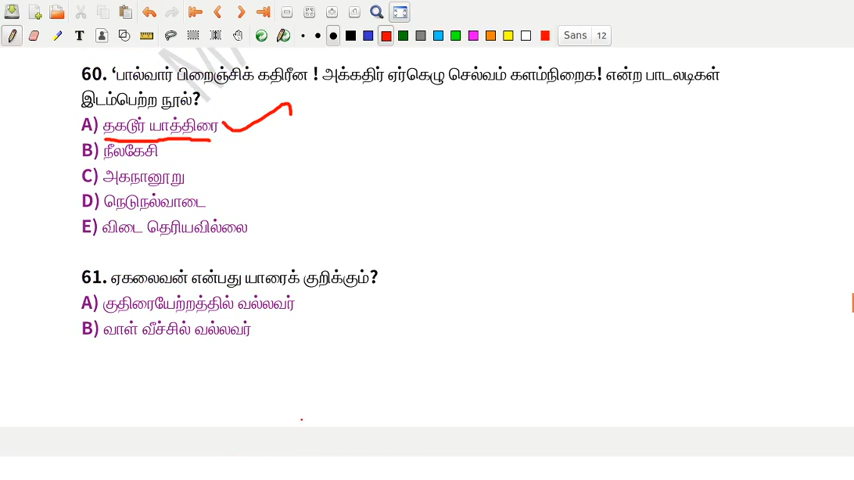 Sans 12
60. ‘பால்வார் பிறைஞ்சிக் கதிரீன ! அக்கதிர் ஏர்கெழு செல்வம் களம்நிறைக! என்ற பாடலடிகள்
இடம்பெற்ற நூல்?
A) தகடூர் யாத்திரை
B) நீலகேசி
C) அகநானூறு
D) நெடுநல்வாடை
E) விடை தெரியவில்லை
61. ஏகலைவன் என்பது யாரைக் குறிக்கும்?
A) குதிரையேற்றத்தில் வல்லவர்
B) வாள் வீச்சில் வல்லவர்